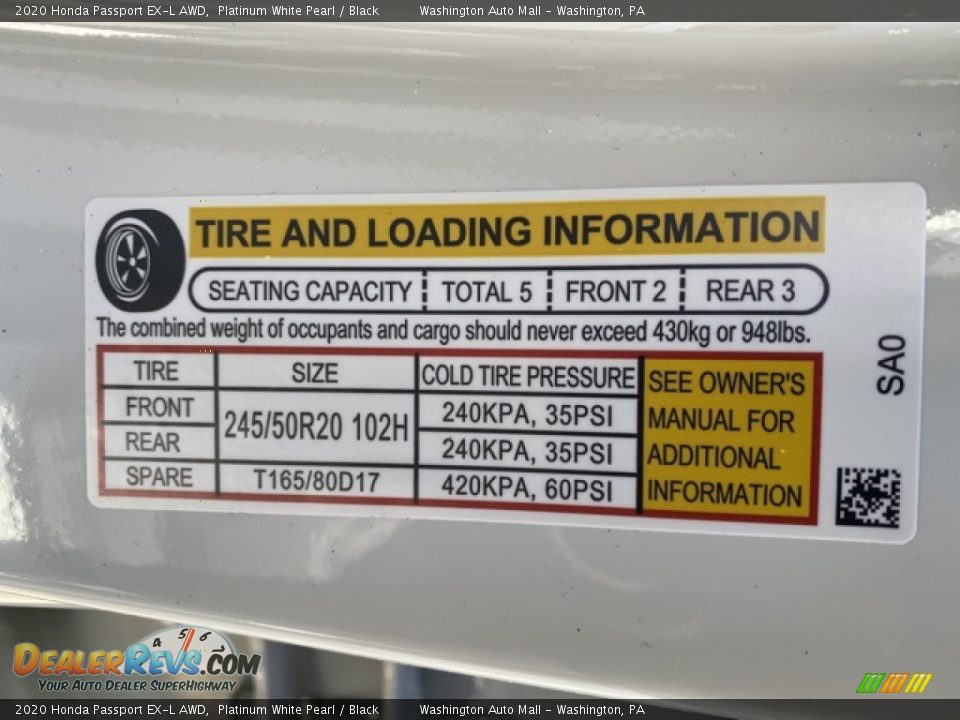 2020 Honda Passport EX-L AWD, Platinum White Pearl / Black Washington Auto Mall - Washington, PA
TIRE AND LOADING INFORMATION
SEATING CAPACITY TOTAL 5 FRONT 2 REAR 3
The combined weight of occupants and cargo should never exceed 430kg or 948lbs.
TIRE SIZE COLD TIRE PRESSURE
FRONT 245/50R20 102H 240KPA, 35PSI
REAR 240KPA, 35PSI
SPARE T165/80D17 420KPA, 60PSI
SEE OWNER'S
MANUAL FOR
ADDITIONAL
INFORMATION
SA0
4 5 6
DEALERREVS.COM
YOUR AUTO DEALER SUPERHIGHWAY
2020 Honda Passport EX-L AWD, Platinum White Pearl / Black Washington Auto Mall - Washington, PA